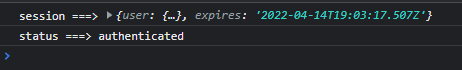 session ===> ▶{user: {…}, expires: '2022-04-14T19:03:17.507Z'}
status ===> authenticated
>